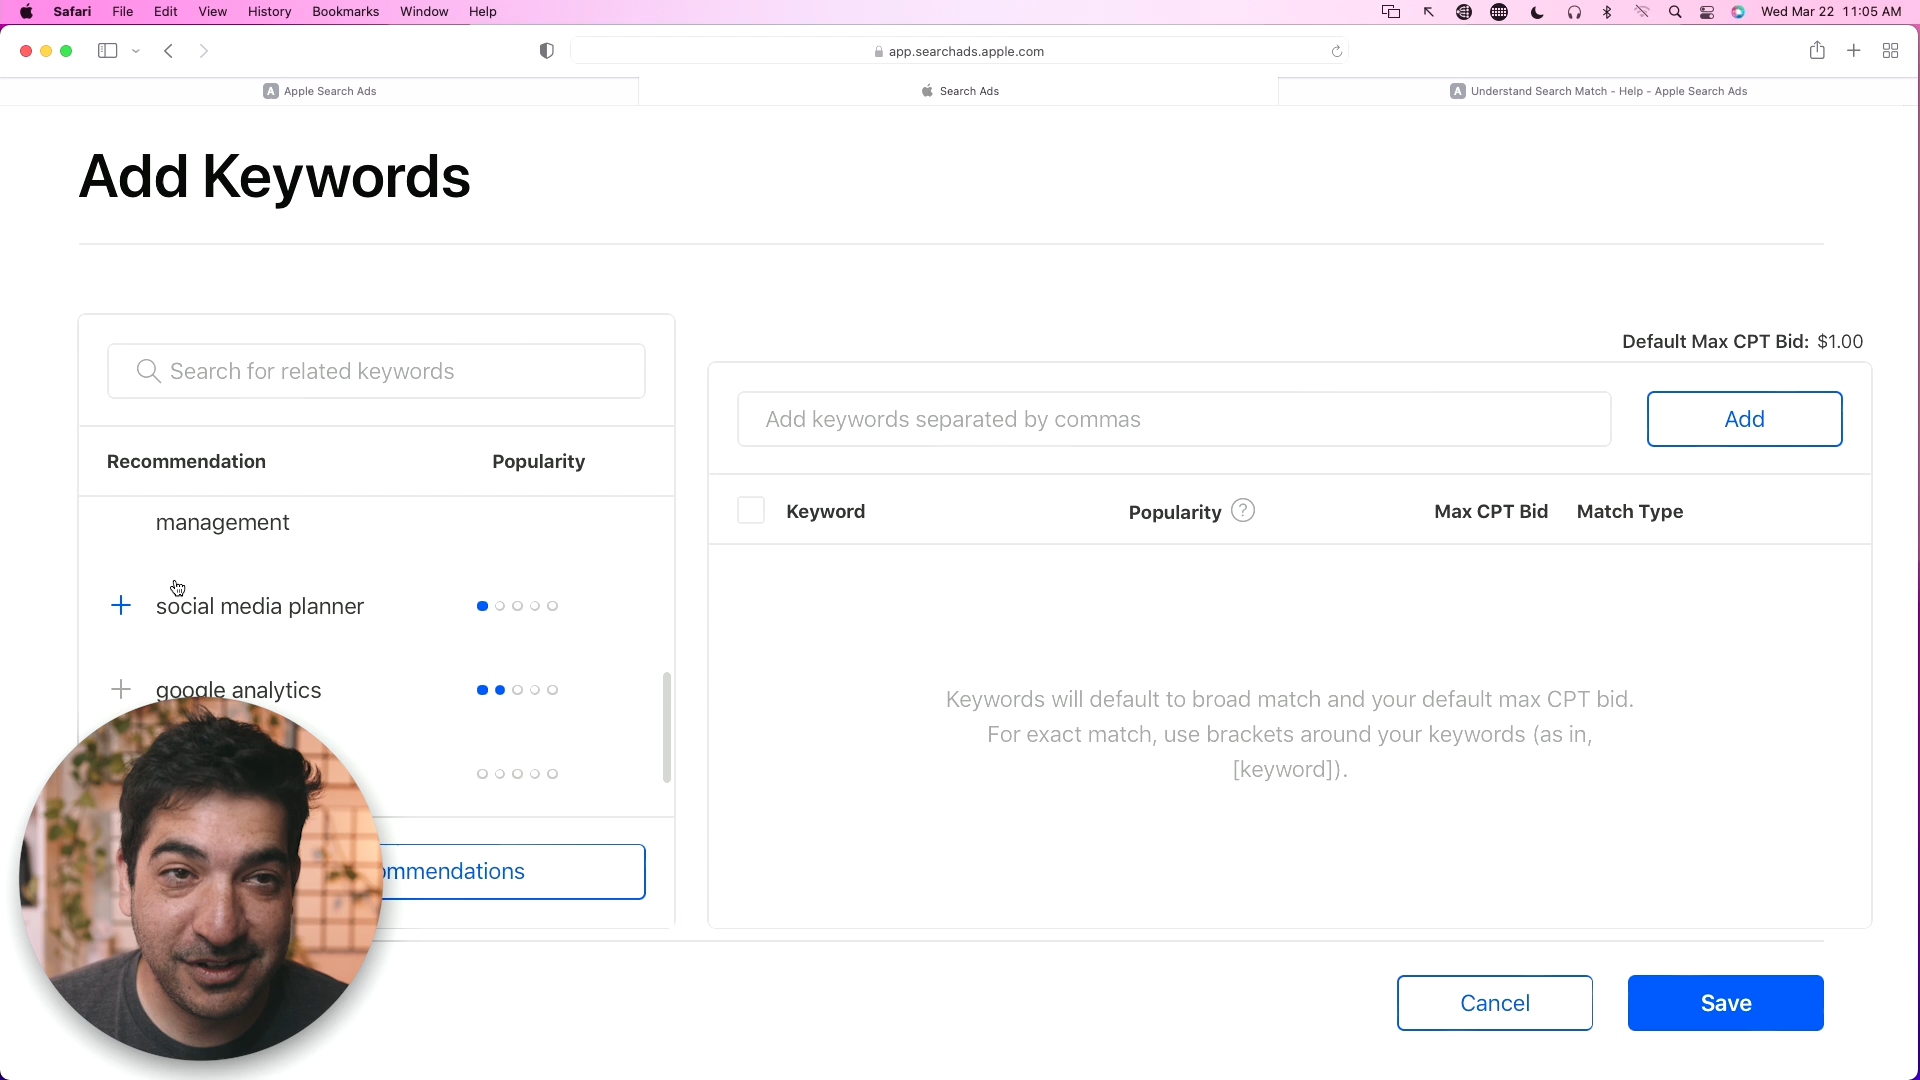 Safari File Edit View History Bookmarks Window Help Wed Mar 22 11:05 AM
app.searchads.apple.com
A Apple Search Ads
Search Ads
A Understand Search Match - Help - Apple Search Ads
Add Keywords
Search for related keywords
Recommendation Popularity
management
social media planner
google analytics
ommendations
Default Max CPT Bid: $1.00
Add keywords separated by commas
Add
Keyword Popularity ? Max CPT Bid Match Type
Keywords will default to broad match and your default max CPT bid.
For exact match, use brackets around your keywords (as in,
[keyword]).
Cancel
Save